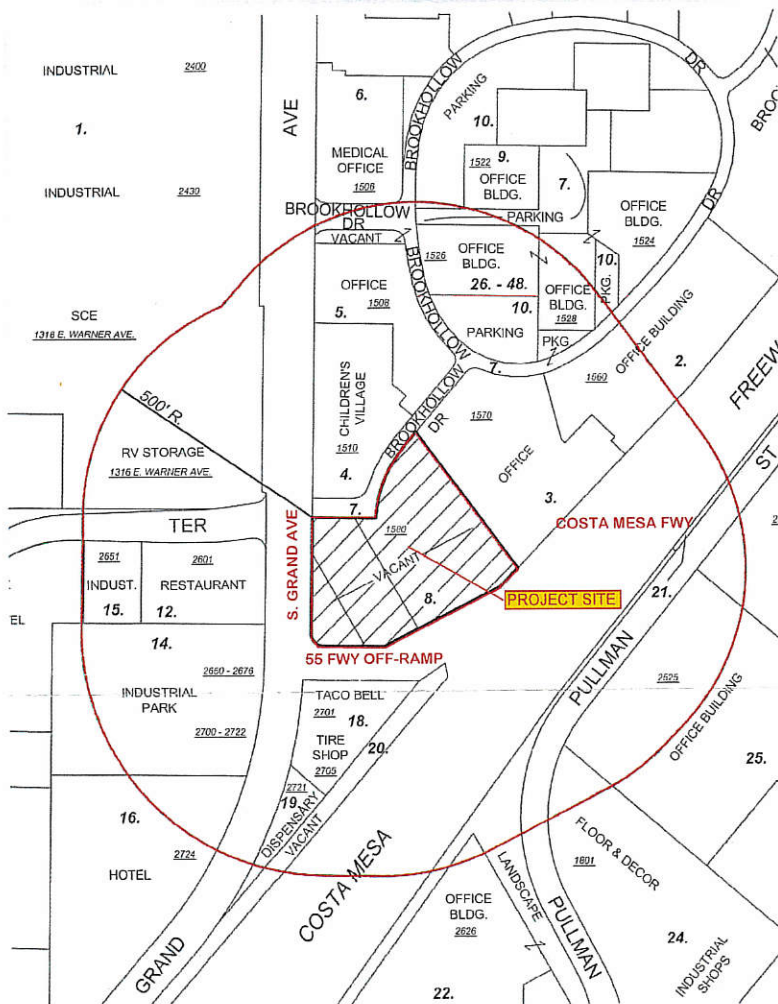 INDUSTRIAL
2400
1.
INDUSTRIAL
2430
AVE
6.
MEDICAL
OFFICE
1506
BROOKHOLLOW
PARKING
10.
DR
1522
9.
OFFICE
BLDG.
7.
OFFICE
BLDG.
1524
DR
BROOKHOLLOW
DR
VACANT
PARKING
1526
OFFICE
BLDG.
26. - 48.
10.
PARKING
OFFICE
BLDG.
1528
PKG.
10.
PKG.
OFFICE
1508
5.
BROOKHOLLOW
7.
SCE
1316 E. WARNER AVE.
500' R.
RV STORAGE
1316 E. WARNER AVE.
CHILDREN'S
VILLAGE
1510
4.
BROOKHOLLOW
DR
7.
1570
OFFICE
3.
1560
OFFICE BUILDING
2.
COSTA MESA FWY
ST
TER
S. GRAND AVE
1580
VACANT
8.
PROJECT SITE
55 FWY OFF-RAMP
2651
INDUST.
15.
2601
RESTAURANT
12.
14.
2650 - 2676
INDUSTRIAL
PARK
2700 - 2722
TACO BELL
2701
18.
TIRE
SHOP
2705
20.
2721
19.
DISPENSARY
VACANT
16.
2724
HOTEL
GRAND
COSTA MESA
PULLMAN
21.
2525
OFFICE BUILDING
25.
FLOOR & DECOR
1801
24.
INDUSTRIAL
SHOPS
LANDSCAPE
PULLMAN
OFFICE
BLDG.
2626
22.